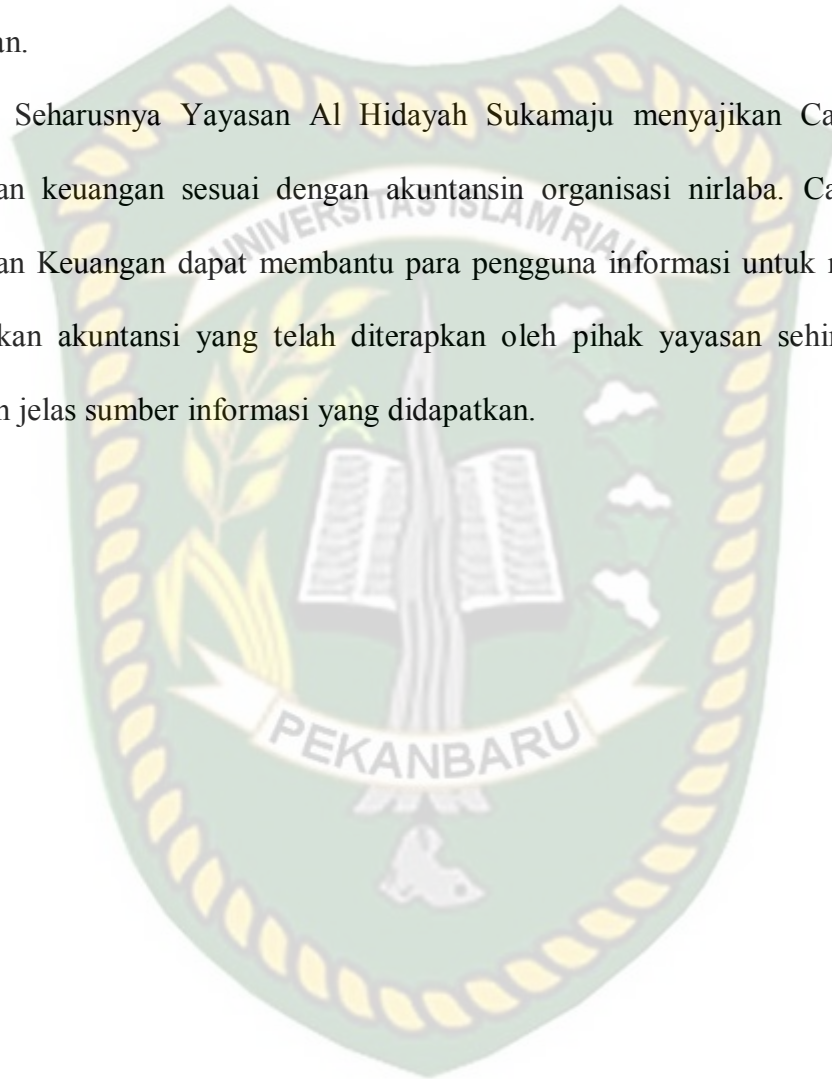 an.
Seharusnya Yayasan Al Hidayah Sukamaju menyajikan Ca
an keuangan sesuai dengan akuntansin organisasi nirlaba. Ca
UNIVERSITAS ISLAM RIAU
an Keuangan dapat membantu para pengguna informasi untuk
kan akuntansi yang telah diterapkan oleh pihak yayasan sehin
jelas sumber informasi yang didapatkan.
PEKANBARU